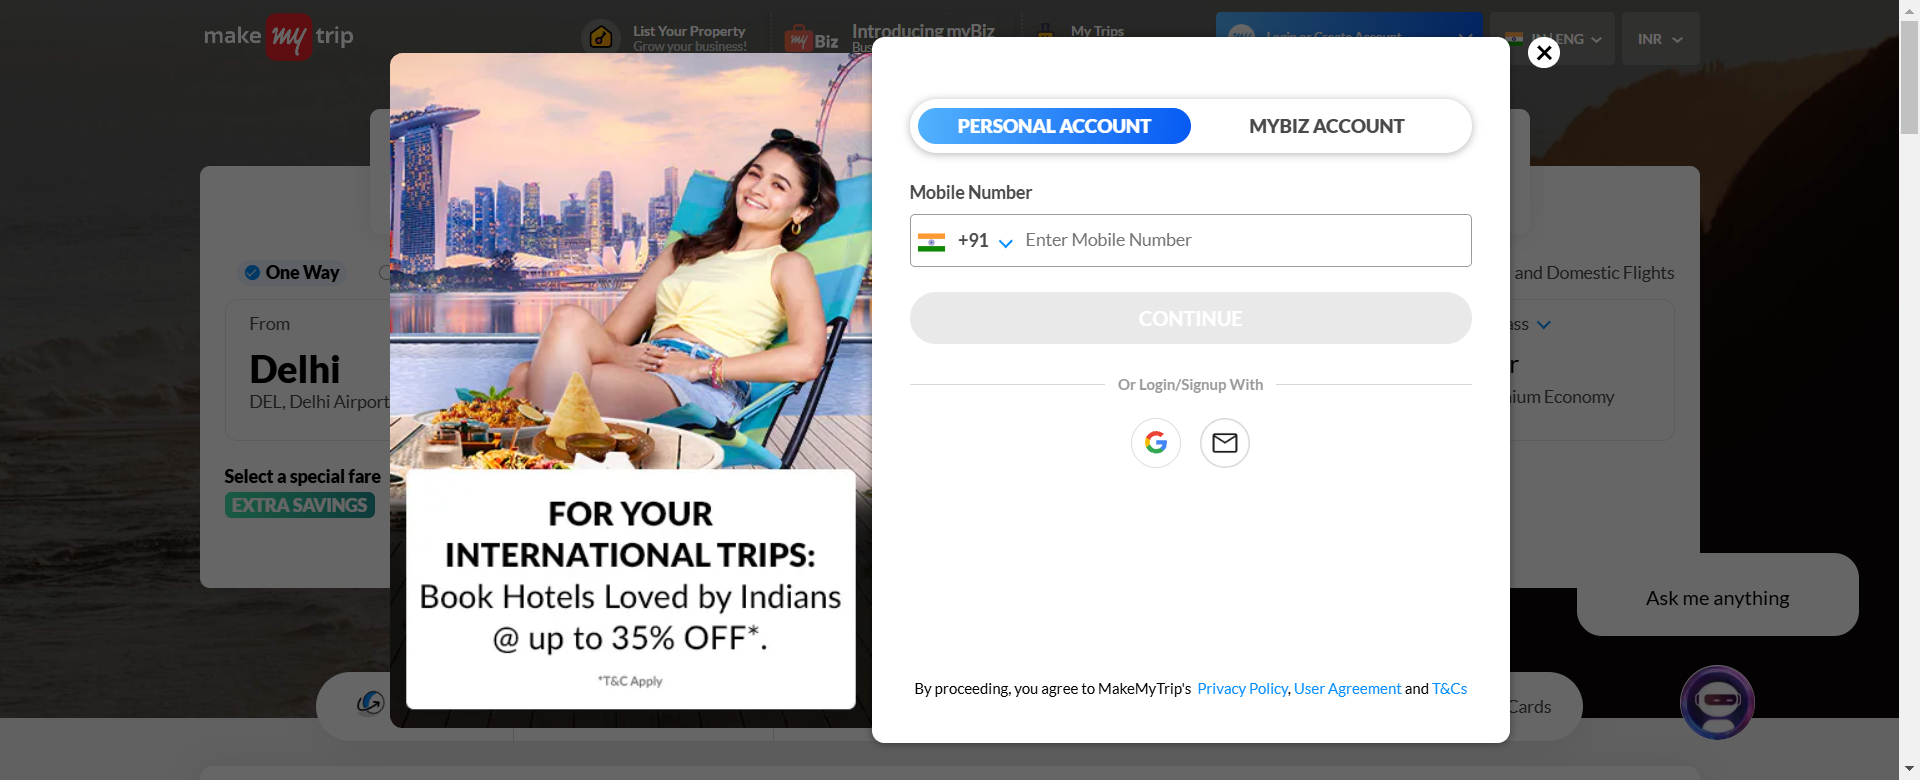 make my trip
List Your Property
Grow your business!
my Biz
Introducing myBiz
My Trips
Login or Create Account
IN | ENG
INR
PERSONAL ACCOUNT
MYBIZ ACCOUNT
Mobile Number
+91
Enter Mobile Number
CONTINUE
Or Login/Signup With
By proceeding, you agree to MakeMyTrip's Privacy Policy, User Agreement and T&Cs
One Way
and Domestic Flights
From
Delhi
DEL, Delhi Airport
Economy
Select a special fare
EXTRA SAVINGS
FOR YOUR
INTERNATIONAL TRIPS:
Book Hotels Loved by Indians
@ up to 35% OFF*.
*T&C Apply
Ask me anything
Cards